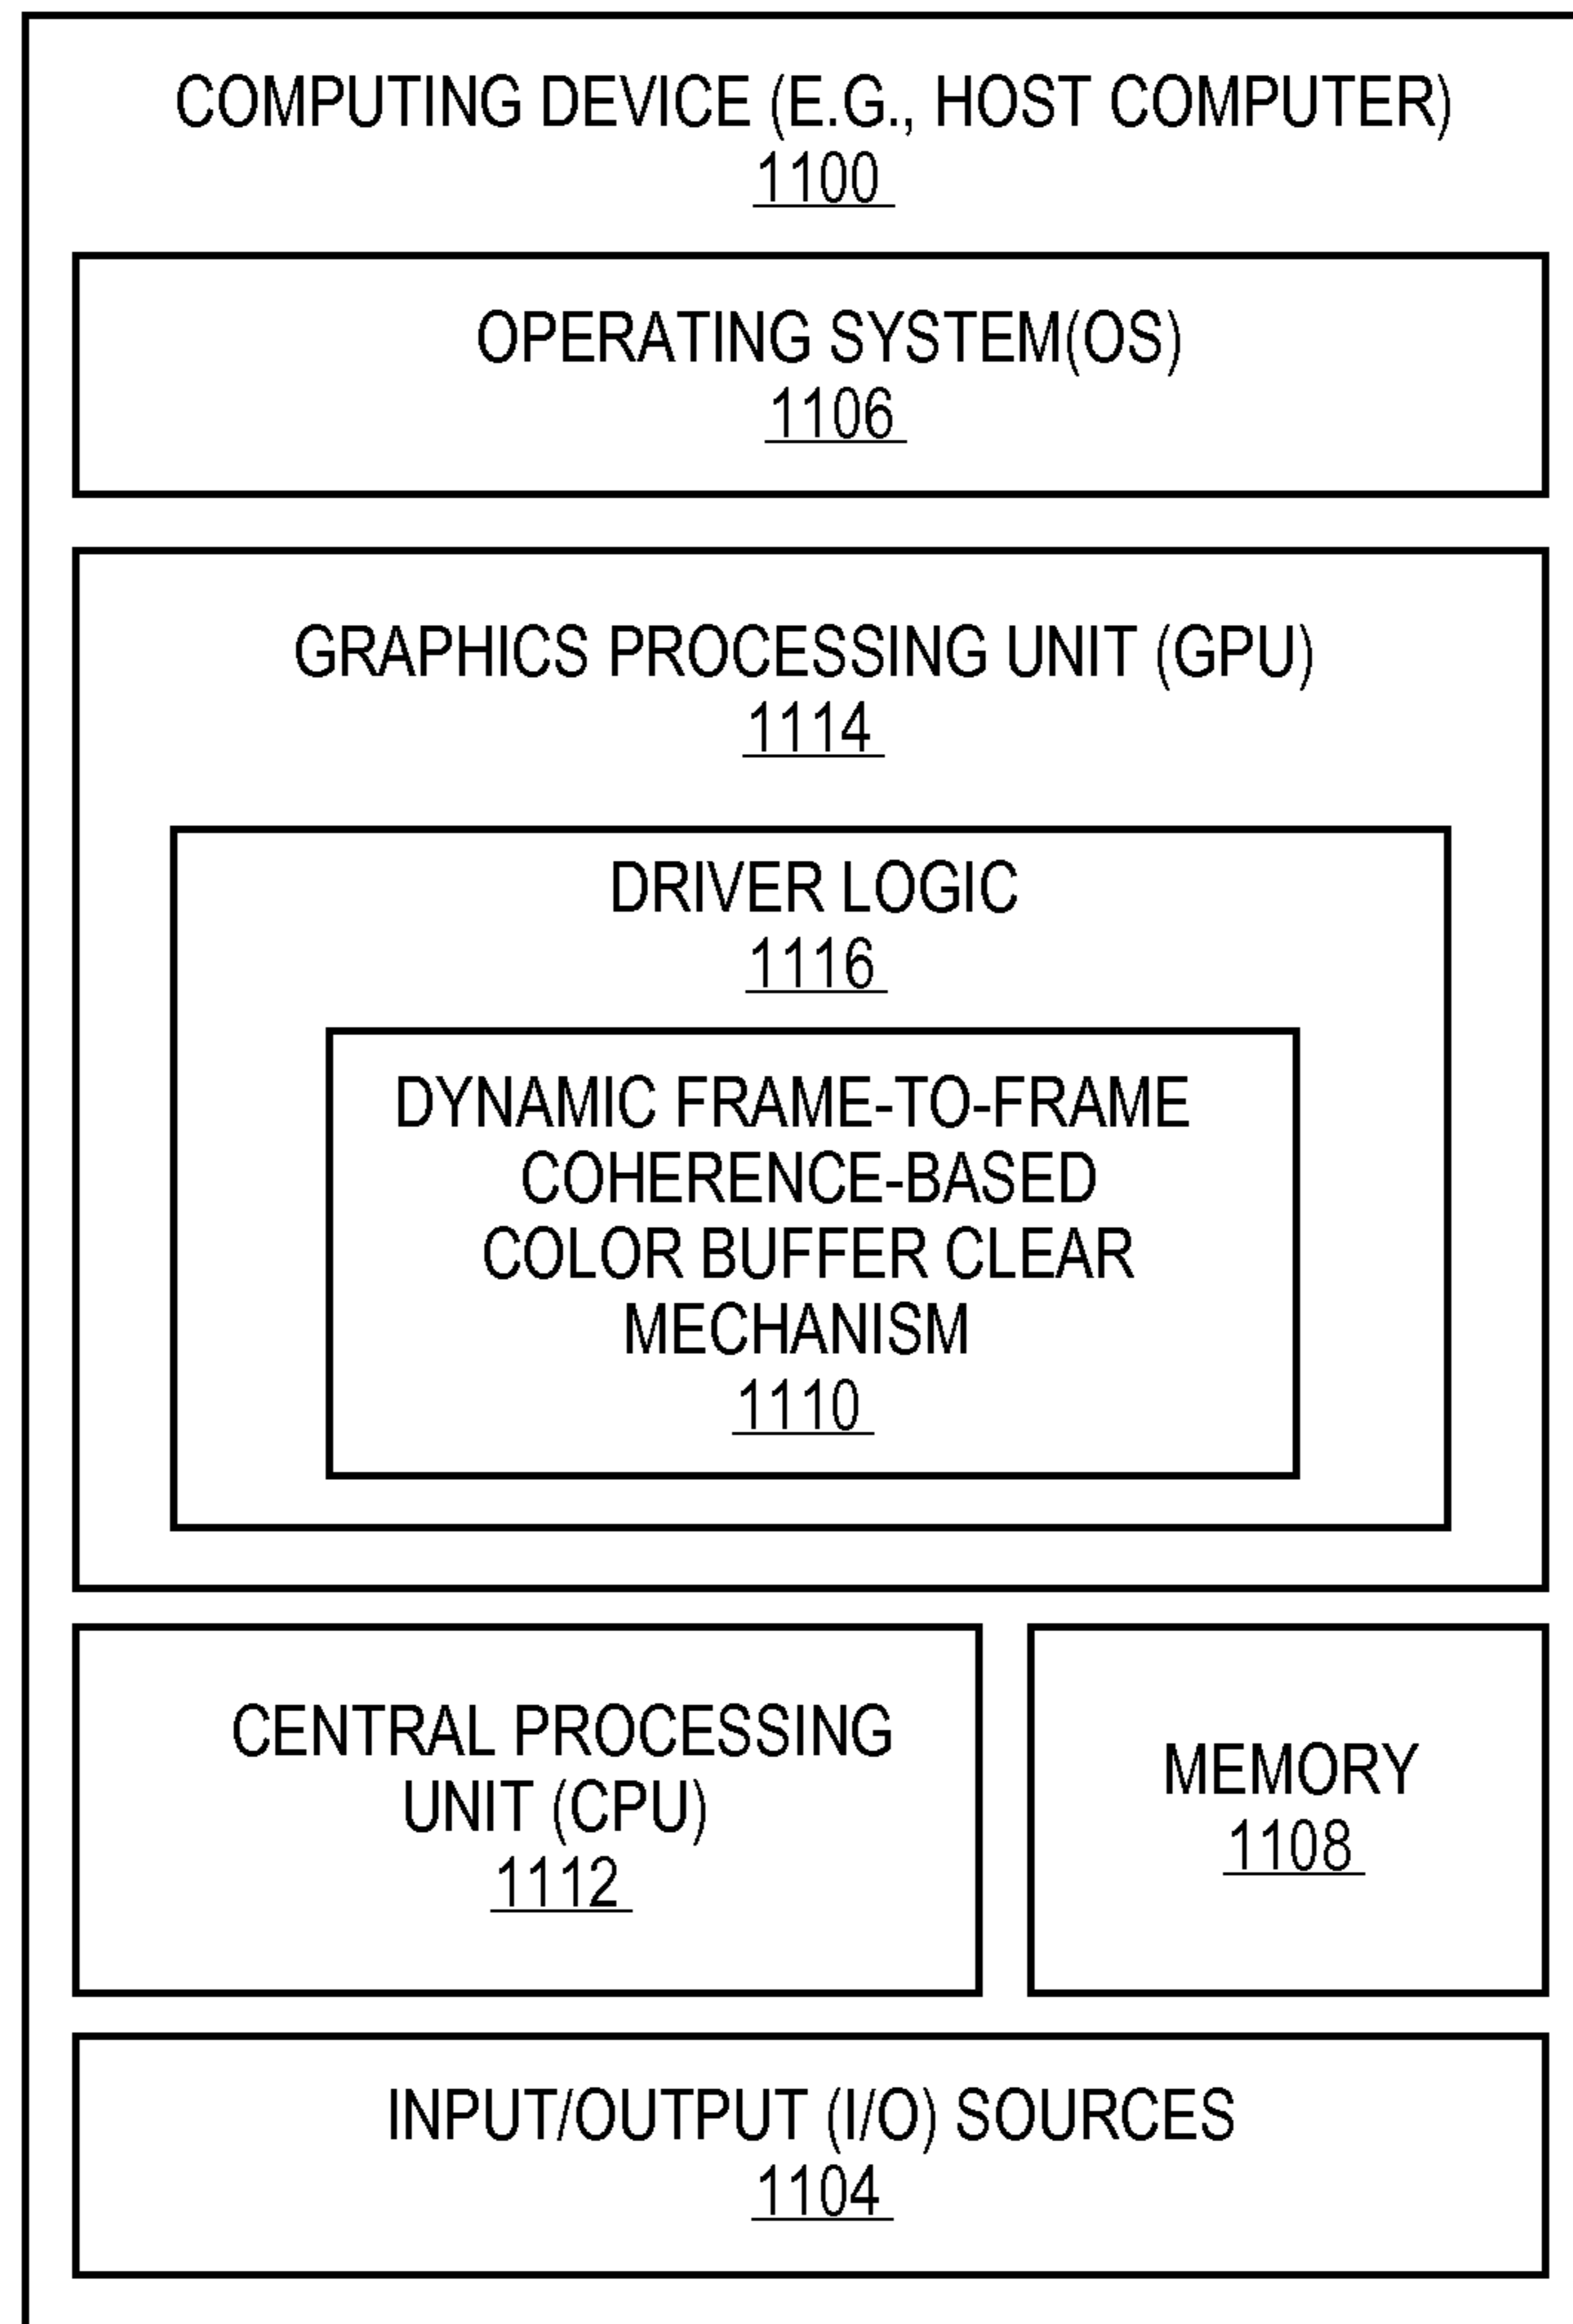 COMPUTING DEVICE (E.G., HOST COMPUTER)
1100
OPERATING SYSTEM(OS)
1106
GRAPHICS PROCESSING UNIT (GPU)
1114
DRIVER LOGIC
1116
DYNAMIC FRAME-TO-FRAME
COHERENCE-BASED
COLOR BUFFER CLEAR
MECHANISM
1110
CENTRAL PROCESSING
UNIT (CPU)
1112
MEMORY
1108
INPUT/OUTPUT (I/O) SOURCES
1104